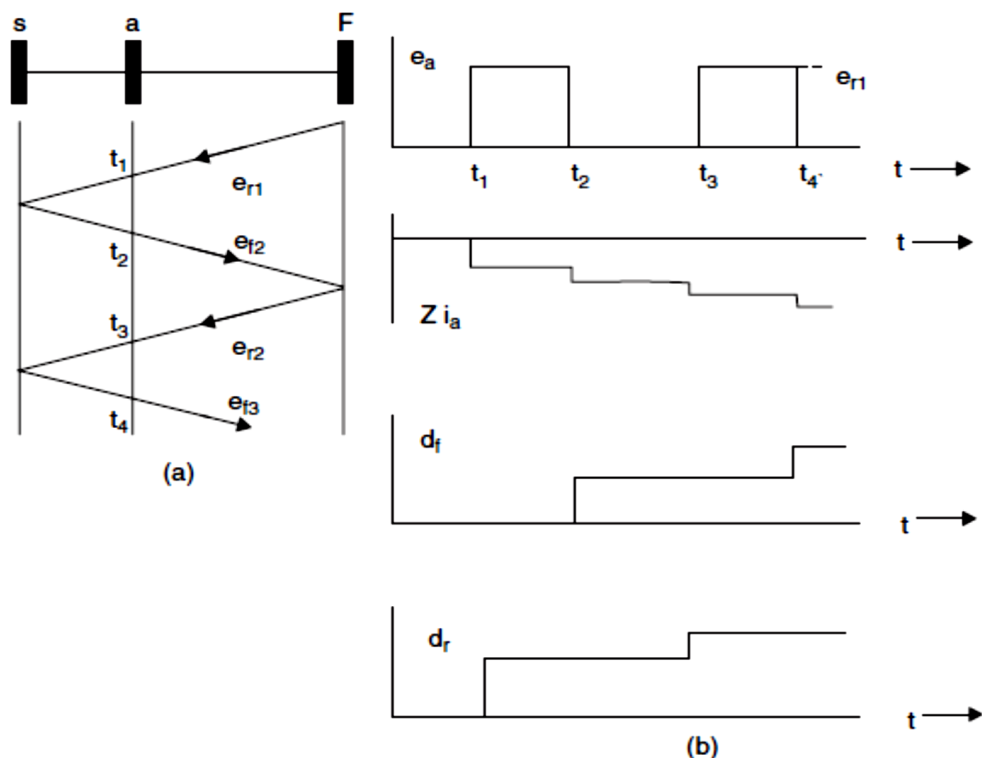 s a F
t1
er1
ef2
t2
t3
er2
ef3
t4
(a)
ea
er1
t1 t2 t3 t4` t
t
Z ia
df
t
dr
t
(b)